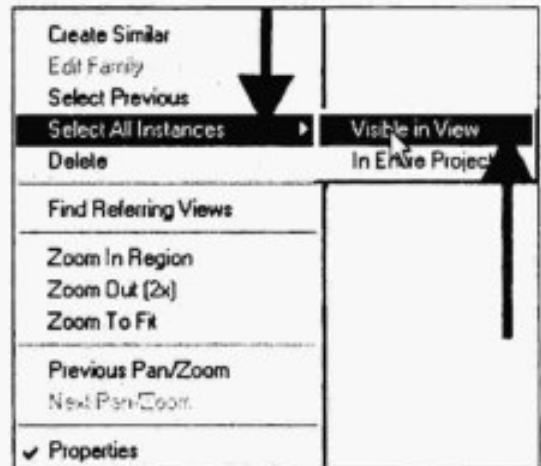 Create Similar
Edit Family
Select Previous
Select All Instances
Visible in View
Delete
In Entire Project
Find Referring Views
Zoom In Region
Zoom Out (2x)
Zoom To Fit
Previous Pan/Zoom
Next Pan/Zoom
Properties